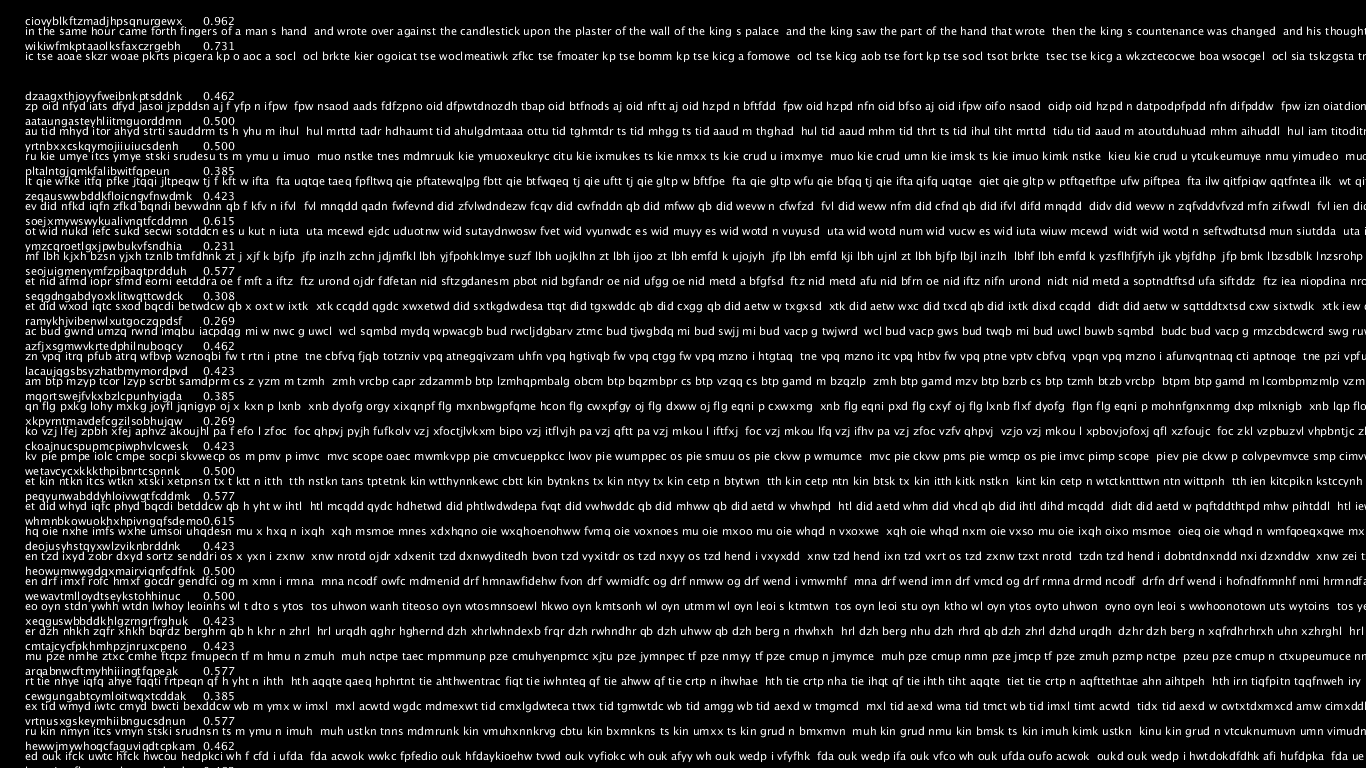 ciovyblkftzmadjhpsqnurgewx 0.962
in the same hour came forth fingers of a man s hand and wrote over against the candlestick upon the plaster of the wall of the king s palace and the king saw the part of the hand that wrote then the king s countenance was changed and his thought
wikiwfmkptaaolksfaxczrgebh 0.731
ic tse aoae skzr woae pkrts picgera kp o aoc a socl ocl brkte kier ogoicat tse woclmeatiwk zfkc tse fmoater kp tse bomm kp tse kicg a fomowe ocl tse kicg aob tse fort kp tse socl tsot brkte tsec tse kicg a wkzctecocwe boa wsocgel ocl sia tskzgsta
dzaagxthjoyyfweibnkptsddnk 0.462
zp oid nfyd iats dfyd jasoi jzpddsn aj f yfp n ifpw fpw nsaod aads fdfzpno oid dfpwtdnozdh tbap oid btfnods aj oid nftt aj oid hzpd n bftfdd fpw oid hzpd nfn oid bfso aj oid ifpw oifo nsaod oidp oid hzpd n datpodpfpdd nfn difpddw fpw izn
aataungasteyhliitmguorddmn 0.500
au tid mhyd itor ahyd strti sauddrm ts h yhu m ihul hul mrttd tadr hdhaumt tid ahulgdmtaaa ottu tid tghmtdr ts tid mhgg ts tid aaud m thghad hul tid aaud mhm tid thrt ts tid ihul tiht mrttd tidu tid aaud m atoutduhuad mhm aihuddl hul iam
yrtnbxxcskqymojiiuiucsdenh 0.500
ru kie umye itcs ymye stski srudesu ts m ymu u imuo muo nstke tnes mdmruuk kie ymuoxeukryc citu kie ixmukes ts kie nmxx ts kie crud u imxmye muo kie crud umn kie imsk ts kie imuo kimk nstke kieu kie crud u ytcukeumuye nmu yimudeo
pltalntgjqmkfalibwitfqpeun 0.385
lt qie wfke itfq pfke jtqqi jltpeqw tj f kft w ifta fta uqtqe taeq fpfltwq qie pftatewqlpg fbtt qie btfwqeq tj qie uftt tj qie gltp w bftfpe fta qie gltp wfu qie bfqq tj qie ifta qifq uqtqe qiet qie gltp w ptftqetftpe ufw piftpea fta ilw
zeqauswwbddkfloicngvfnwdmk 0.423
ev did nfkd iqfn zfkd bqndi bevwdnn qb f kfv n ifvl fvl mnqdd qadn fwfevnd did zfvlwdndezw fcqv did cwfnddn qb did mfww qb did wevw n cfwfzd fvl did wevw nfm did cfnd qb did ifvl difd mnqdd didv did wevw n zqfvddvfvzd mfn zifvwdl
soejxmywswykualivnqtfcddmn 0.615
ot wid nukd iefc sukd secwi sotddcn es u kut n iuta uta mcewd ejdc uduotnw wid sutaydnwosw fvet wid vyunwdc es wid muyy es wid wotd n vuyusd uta wid wotd num wid vucw es wid iuta wiuw mcewd widt wid wotd n seftwdtutsd mun siutdda
ymzcqroetlgxjpwbukvfsndhia 0.231
mf lbh kjxh bzsn yjxh tznlb tmfdhnk zt j xjf k bjfp jfp inzlh zchn jdjmfkl lbh yjfpohklmye suzf lbh uojklhn zt lbh ijoo zt lbh emfd k ujojyh jfp lbh emfd kji lbh ujnl zt lbh bjfp lbjl inzlh lbhf lbh emfd k yzsflhfjfyh ijk ybjfdhp jfp bmk
seojuigmenymfzpibaqtprdduh 0.577
et nid afmd iopr sfmd eorni eetddra oe f mft a iftz ftz urond ojdr fdfetan nid sftzgdanesm pbot nid bgfandr oe nid ufgg oe nid metd a bfgfsd ftz nid metd afu nid bfrn oe nid iftz nifn urond nidt nid metd a soptndtftsd ufa siftddz
seqgdngabdyoxklitwqttcwdck 0.308
et did wxod iqtc sxod bqcdi betwdcw qb x oxt w ixtk xtk ccqdd qgdc xwxetwd did sxtkgdwdesa ttqt did tgxwddc qb did cxgg qb did aetw w txgxsd xtk did aetw wxc did txcd qb did ixtk dixd ccqdd didt did aetw w sqttddtxtsd cxw sixtwdk xtk
ramykhjvibenwlxutgoczgpdsf 0.269
ac bud gwnd umzq rwnd mqbu iacpdqg mi w nwc g uwcl wcl sqmbd mydq wpwacgb bud rwcljdgbarv ztmc bud tjwgbdq mi bud swjj mi bud vacp g twjwrd wcl bud vacp gws bud twqb mi bud uwcl buwb sqmbd budc bud vacp g rmzcbdcwcrd swg
azfjxsgmwvkrtedphilnuboqcy 0.462
zn vpq itrq pfub atrq wfbvp wznoqbi fw t rtn i ptne tne cbfvq fjqb totzniv vpq atneqqivzam uhfn vpq hgtivqb fw vpq ctgg fw vpq mzno i htgtaq tne vpq mzno itc vpq htbv fw vpq ptne vptv cbfvq vpqn vpq mzno i afunvqntnaq cti aptnoqe tne pzi
lacaujqgsbsyzhatbmymordpvd 0.423
am btp mzyp tcor lzyp scrbt samdprm cs z yzm m tzmh zmh vrcbp capr zdzammb btp lzmhqpmbalg obcm btp bqzmbpr cs btp vzqq cs btp gamd m bzqzlp zmh btp gamd mzv btp bzrb cs btp tzmh btzb vrcbp btpm btp gamd m lcombpmzmlp
mqortswejfvkxbzlcpunhyigda 0.385
qn flg pxkg lohy mxkg joyfl jqnigyp oj x kxn p lxnb xnb dyofg orgy xixqnpf flg mxnbwgpfqme hcon flg cwxpfgy oj flg dxww oj flg eqni p cxwxmg xnb flg eqni pxd flg cxyf oj flg lxnb flxf dyofg flgn flg eqni p mohnfgnxnmg dxp mlxnigb xnb lqp
xkpyrntmavdefcgzilsobhujqw 0.269
ko vzj lfej zpbh xfej aphvz akoujhl pa f efo l zfoc foc qhpvj pyjh fufkolv vzj xfoctjlvkxm bipo vzj itflvjh pa vzj qftt pa vzj mkou l iftfxj foc vzj mkou lfq vzj ifhv pa vzj zfoc vzfv qhpvj vzjo vzj mkou l xpbovjofoxj qfl xzfoujc foc zkl
ckoajnucspupmcpiwphvlcwesk 0.423
kv pie pmpe iolc cmpe socpi skvwecp os m pmv p imvc mvc scope oaec mwmkvpp pie cmvcueppkcc lwov pie wumppec os pie smuu os pie ckvw p wmumce mvc pie ckvw pms pie wmcp os pie imvc pimp scope piev pie ckvw p colvpevmvce smp
wetavcycxkkkthpibnrtcspnnk 0.500
et kin ntkn itcs wtkn xtski xetpnsn tx t ktt n itth tth nstkn tans tptetnk kin wtthynnkewc cbtt kin bytnkns tx kin ntyy tx kin cetp n btytwn tth kin cetp ntn kin btsk tx kin itth kitk nstkn kint kin cetp n wtctkntttwn ntn wittpnh tth ien
peqyunwabddyhloivwgtfcddmk 0.577
et did whyd iqfc phyd bqcdi betddcw qb h yht w ihtl htl mcqdd qydc hdhetwd did phtlwdwdepa fvqt did vwhwddc qb did mhww qb did aetd w vhwhpd htl did aetd whm did vhcd qb did ihtl dihd mcqdd didt did aetd w pqftddthtpd mhw pihtddl htl
whmnbkowuokhxhpivngqfsdemo 0.615
hq oie nxhe imfs wxhe umsoi uhqdesn mu x hxq n ixqh xqh msmoe mnes xdxhqno oie wxqhoenohww fvmq oie voxnoes mu oie mxoo mu oie whqd n vxoxwe xqh oie whqd nxm oie vxso mu oie ixqh oixo msmoe oieq oie whqd n wmfqoeqxqwe
deojusyhstqyxwlzviknbrddnk 0.423
en tzd ixyd zobr dxyd sortz senddri os x yxn i zxnw xnw nrotd ojdr xdxenit tzd dxnwyditedh bvon tzd vyxitdr os tzd nxyy os tzd hend i vxyxdd xnw tzd hend ixn tzd vxrt os tzd zxnw tzxt nrotd tzdn tzd hend i dobntdnxndd nxi dzxnddw xnw zei
heowumwwgdqxmairviqnfcdfnk 0.500
en drf imxf rofc hmxf gocdr gendfci og m xmn i rmna mna ncodf owfc mdmenid drf hmnawfidehw fvon drf vwmidfc og drf nmww og drf wend i vmwmhf mna drf wend imn drf vmcd og drf rmna drmd ncodf drfn drf wend i hofndfnmnhf nmi hrmndfa
wewavtmlloydtseykstohhinuc 0.500
eo oyn stdn ywhh wtdn lwhoy leoinhs wl t dto s ytos tos uhwon wanh titeoso oyn wtosmnsoewl hkwo oyn kmtsonh wl oyn utmm wl oyn leoi s ktmtwn tos oyn leoi stu oyn ktho wl oyn ytos oyto uhwon oyno oyn leoi s wwhoonotown uts wytoins tos
xeqguswbbddkhlgzrngrfrghuk 0.423
er dzh nhkh zqfr xhkh bqrdz berghrn qb h khr n zhrl hrl urqdh qghr hghernd dzh xhrlwhndexb frqr dzh rwhndhr qb dzh uhww qb dzh berg n rhwhxh hrl dzh berg nhu dzh rhrd qb dzh zhrl dzhd urqdh dzhr dzh berg n xqfrdhrhrxh uhn xzhrghl hrl
cmtajcycfpkhmhpzjnruxcpeno 0.423
mu pze nmhe ztxc cmhe ftcpz fmupecn tf m hmu n zmuh muh nctpe taec mpmmunp pze cmuhyenpmcc xjtu pze jymnpec tf pze nmyy tf pze cmup n jmymce muh pze cmup nmn pze jmcp tf pze zmuh pzmp nctpe pzeu pze cmup n ctxupeumuce
arqabnwcftmyhhiiingtfqpeak 0.577
rt tie nhye iqfq ahye fqqti frtpeqn qf h yht n ihth hth aqqte qaeq hphrtnt tie ahthwentrac fiqt tie iwhnteq qf tie ahww qf tie crtp n ihwhae hth tie crtp nha tie ihqt qf tie ihth tiht aqqte tiet tie crtp n aqfttethtae ahn aihtpeh hth irn
cewgungabtcymloitwqxtcddak 0.385
ex tid wmyd iwtc cmyd bwcti bexddcw wb m ymx w imxl mxl acwtd wgdc mdmexwt tid cmxlgdwteca ttwx tid tgmwtdc wb tid amgg wb tid aexd w tmgmcd mxl tid aexd wma tid tmct wb tid imxl timt acwtd tidx tid aexd w cwtxtdxmxcd amw
vrtnusxgskeymhiibngucsdnun 0.577
ru kin nmyn itcs vmyn stski srudnsn ts m ymu n imuh muh ustkn tnns mdmrunk kin vmuhxnnkrvg cbtu kin bxmnkns ts kin umxx ts kin grud n bmxmvn muh kin grud nmu kin bmsk ts kin imuh kimk ustkn kinu kin grud n vtcuknumuvn umn
hewwjmywhoqcfaguviqdtcpkam 0.462
ed ouk ifck uwtc hfck hwcou hedpkci wh f cfd i ufda fda acwok wwkc fpfedio ouk hfdaykioehw tvwd ouk vyfiokc wh ouk afyy wh ouk wedp i vfyfhk fda ouk wedp ifa ouk vfco wh ouk ufda oufo acwok oukd ouk wedp i hwtdokdfdhk afi hufdpka fda